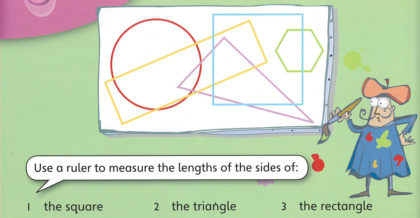 Use a ruler to measure the lengths of the sides of:
1 the square 2 the triangle 3 the rectangle